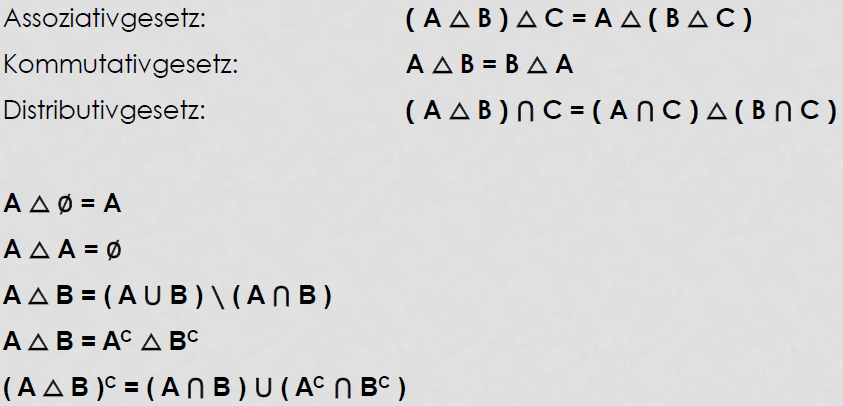 Assoziativgesetz: ( A △ B ) △ C = A △ ( B △ C )
Kommutativgesetz: A △ B = B △ A
Distributivgesetz: ( A △ B ) ∩ C = ( A ∩ C ) △ ( B ∩ C )
A △ ∅ = A
A △ A = ∅
A △ B = ( A ∪ B ) \ ( A ∩ B )
A △ B = Aᶜ △ Bᶜ
( A △ B )ᶜ = ( A ∩ B ) ∪ ( Aᶜ ∩ Bᶜ )